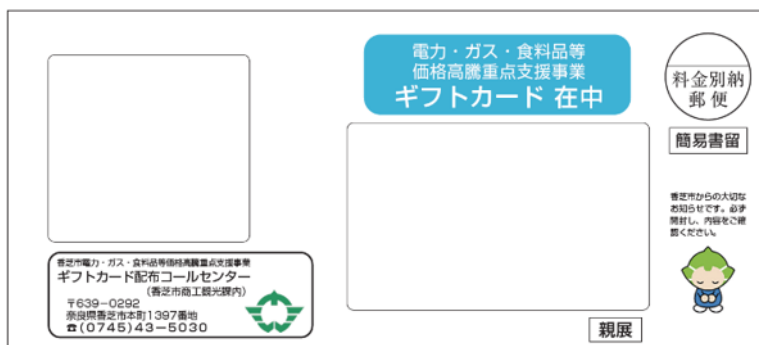 電力・ガス・食料品等
価格高騰重点支援事業
ギフトカード 在中
料金別納
郵便
簡易書留
香芝市からの大切な
お知らせです。必ず
開封し、内容をご確
認ください。
香芝市電力・ガス・食料品等価格高騰重点支援事業
ギフトカード配布コールセンター
(香芝市商工観光課内)
〒639-0292
奈良県香芝市本町1397番地
☎(0745)43-5030
親展